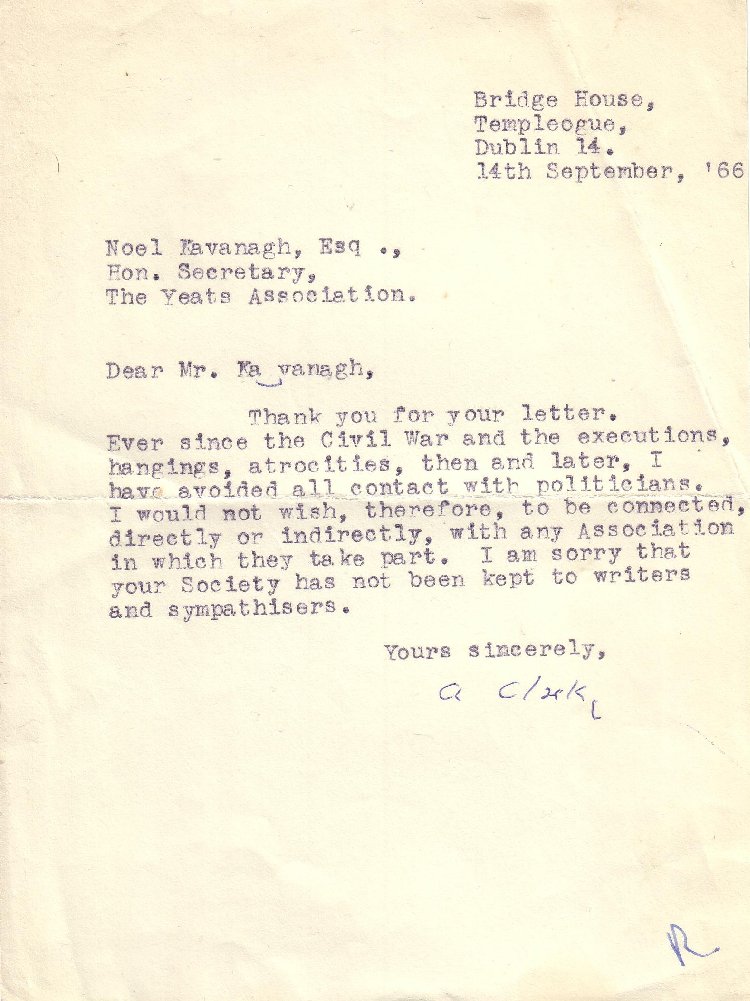 Bridge House,
Templeogue,
Dublin 14.
14th September, '66
Noel Kavanagh, Esq .,
Hon. Secretary,
The Yeats Association.
Dear Mr. Ka vanagh,
Thank you for your letter.
Ever since the Civil War and the executions,
hangings, atrocities, then and later, I
have avoided all contact with politicians.
I would not wish, therefore, to be connected,
directly or indirectly, with any Association
in which they take part. I am sorry that
your Society has not been kept to writers
and sympathisers.
Yours sincerely,
A Clarke
R